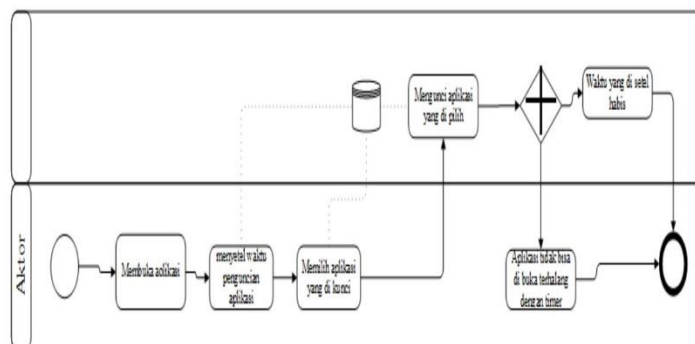 Mengunci aplikasi
yang di pilih
Waktu yang di setel
habis
Aktor
Membuka aolikasi
menyetel waktu
penguncian
aplikasi
Memilih aplikasi
yang di kunci
Aplikasi tidak bisa
di buka terhalang
dengan timer